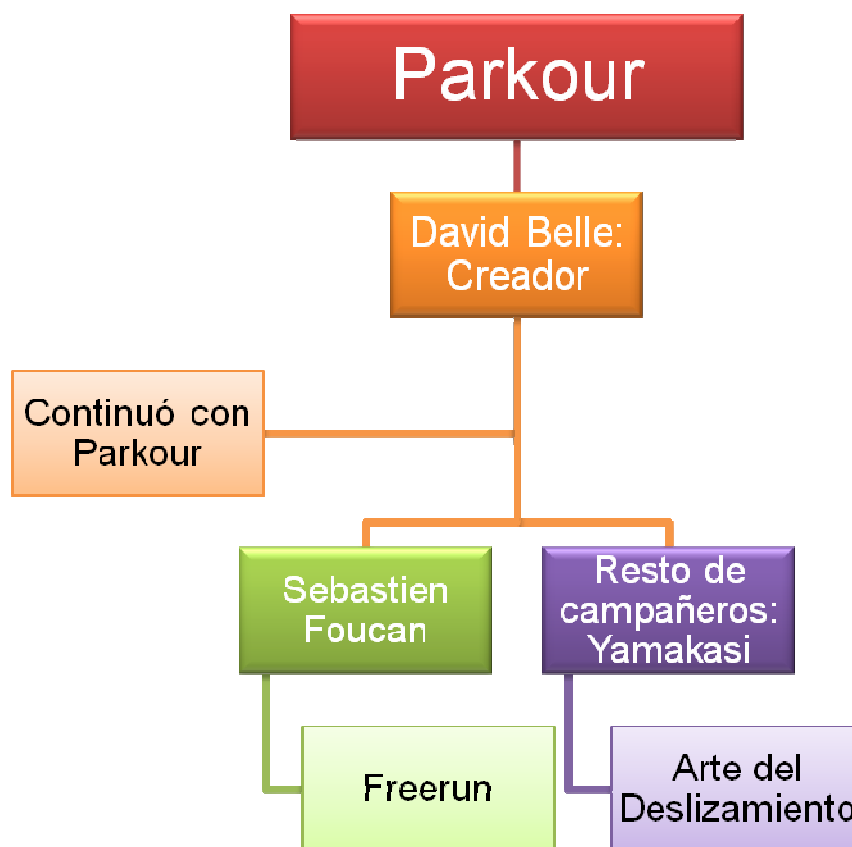 Parkour
David Belle:
Creador
Continuó con
Parkour
Sebastien
Foucan
Resto de
campañeros:
Yamakasi
Freerun
Arte del
Deslizamiento